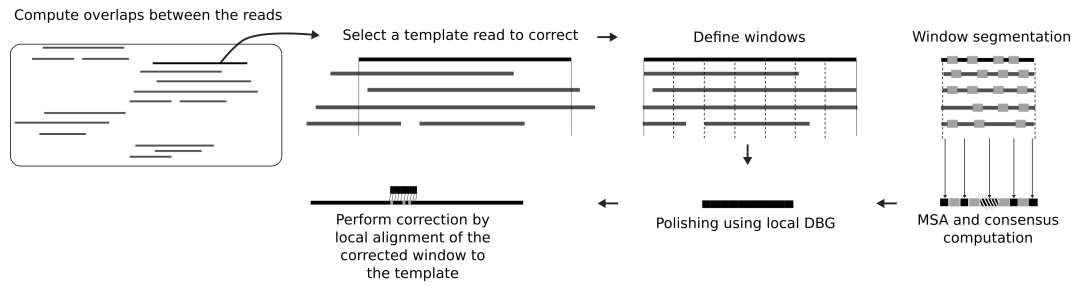 Compute overlaps between the reads
Select a template read to correct
Define windows
Window segmentation
MSA and consensus
computation
Polishing using local DBG
Perform correction by
local alignment of the
corrected window to
the template